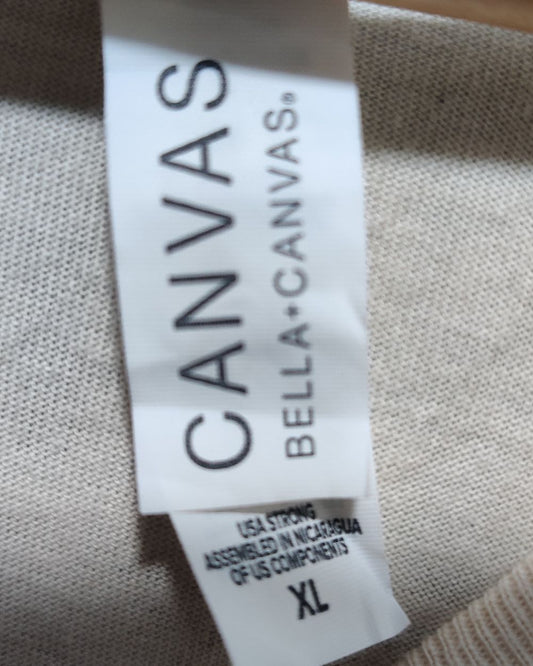 CANVAS
BELLA+CANVAS®
USA STRONG
ASSEMBLED IN NICARAGUA
OF US COMPONENTS
XL